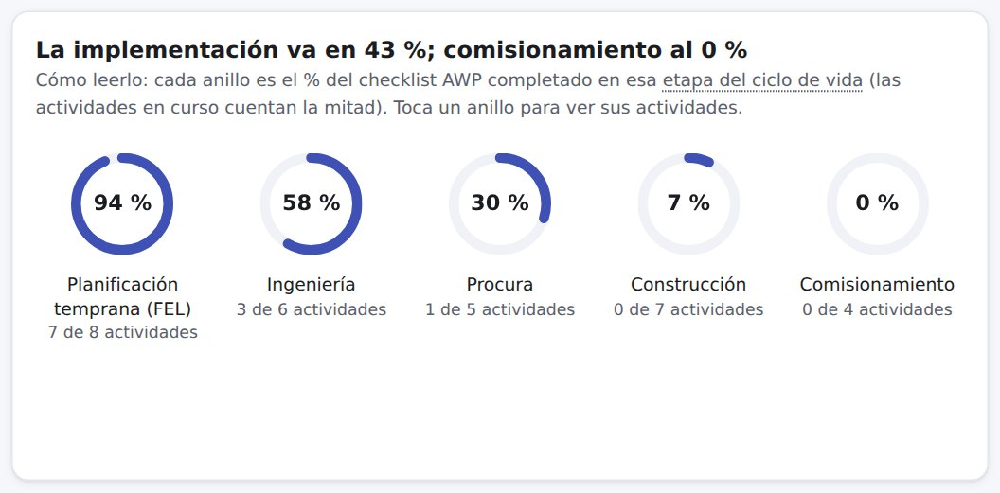 La implementación va en 43 %; comisionamiento al 0 %
Cómo leerlo: cada anillo es el % del checklist AWP completado en esa etapa del ciclo de vida (las
actividades en curso cuentan la mitad). Toca un anillo para ver sus actividades.
94 %
58 %
30 %
7 %
0 %
Planificación
temprana (FEL)
7 de 8 actividades
Ingeniería
3 de 6 actividades
Procura
1 de 5 actividades
Construcción
0 de 7 actividades
Comisionamiento
0 de 4 actividades